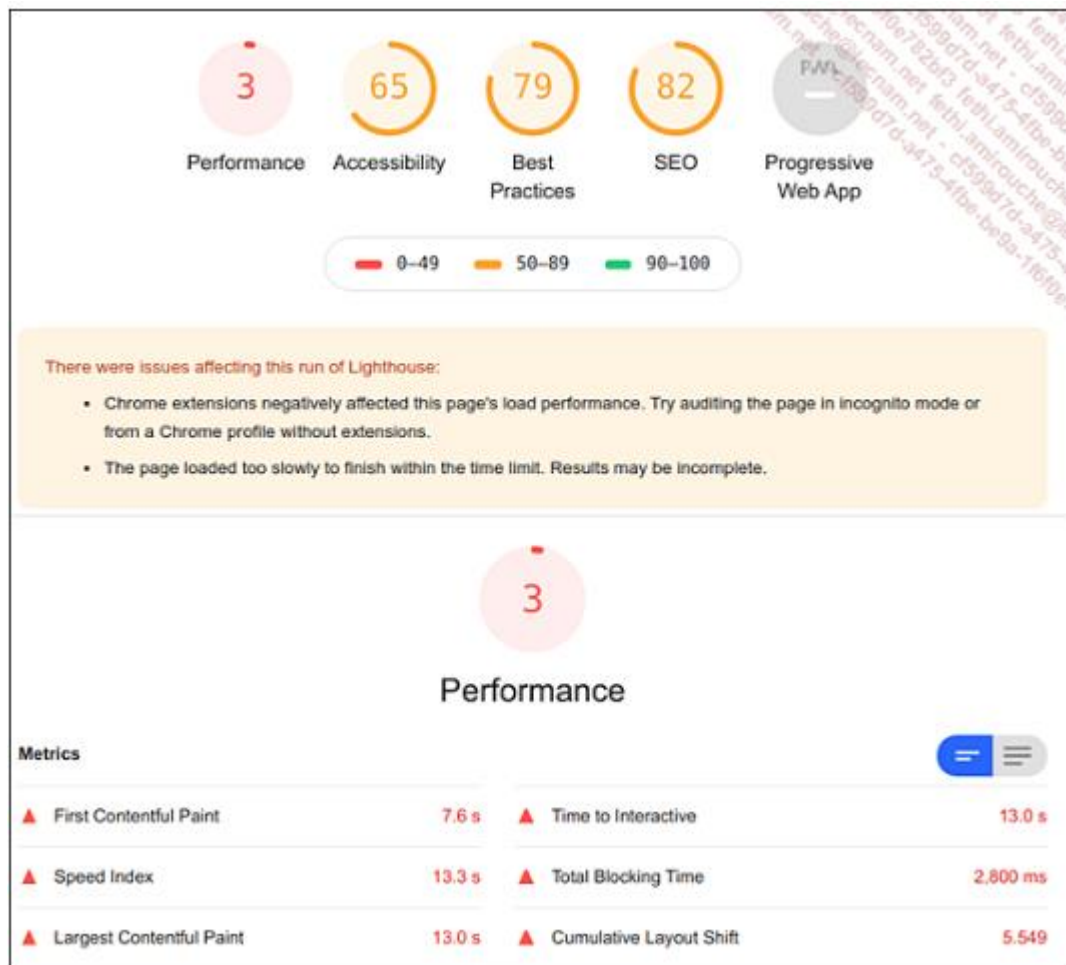 3
65
79
82
PWA
Performance
Accessibility
Best
Practices
SEO
Progressive
Web App
0–49
50–89
90–100
There were issues affecting this run of Lighthouse:
• Chrome extensions negatively affected this page's load performance. Try auditing the page in incognito mode or
from a Chrome profile without extensions.
• The page loaded too slowly to finish within the time limit. Results may be incomplete.
3
Performance
Metrics
First Contentful Paint 7.6 s
Time to Interactive 13.0 s
Speed Index 13.3 s
Total Blocking Time 2,800 ms
Largest Contentful Paint 13.0 s
Cumulative Layout Shift 5.549